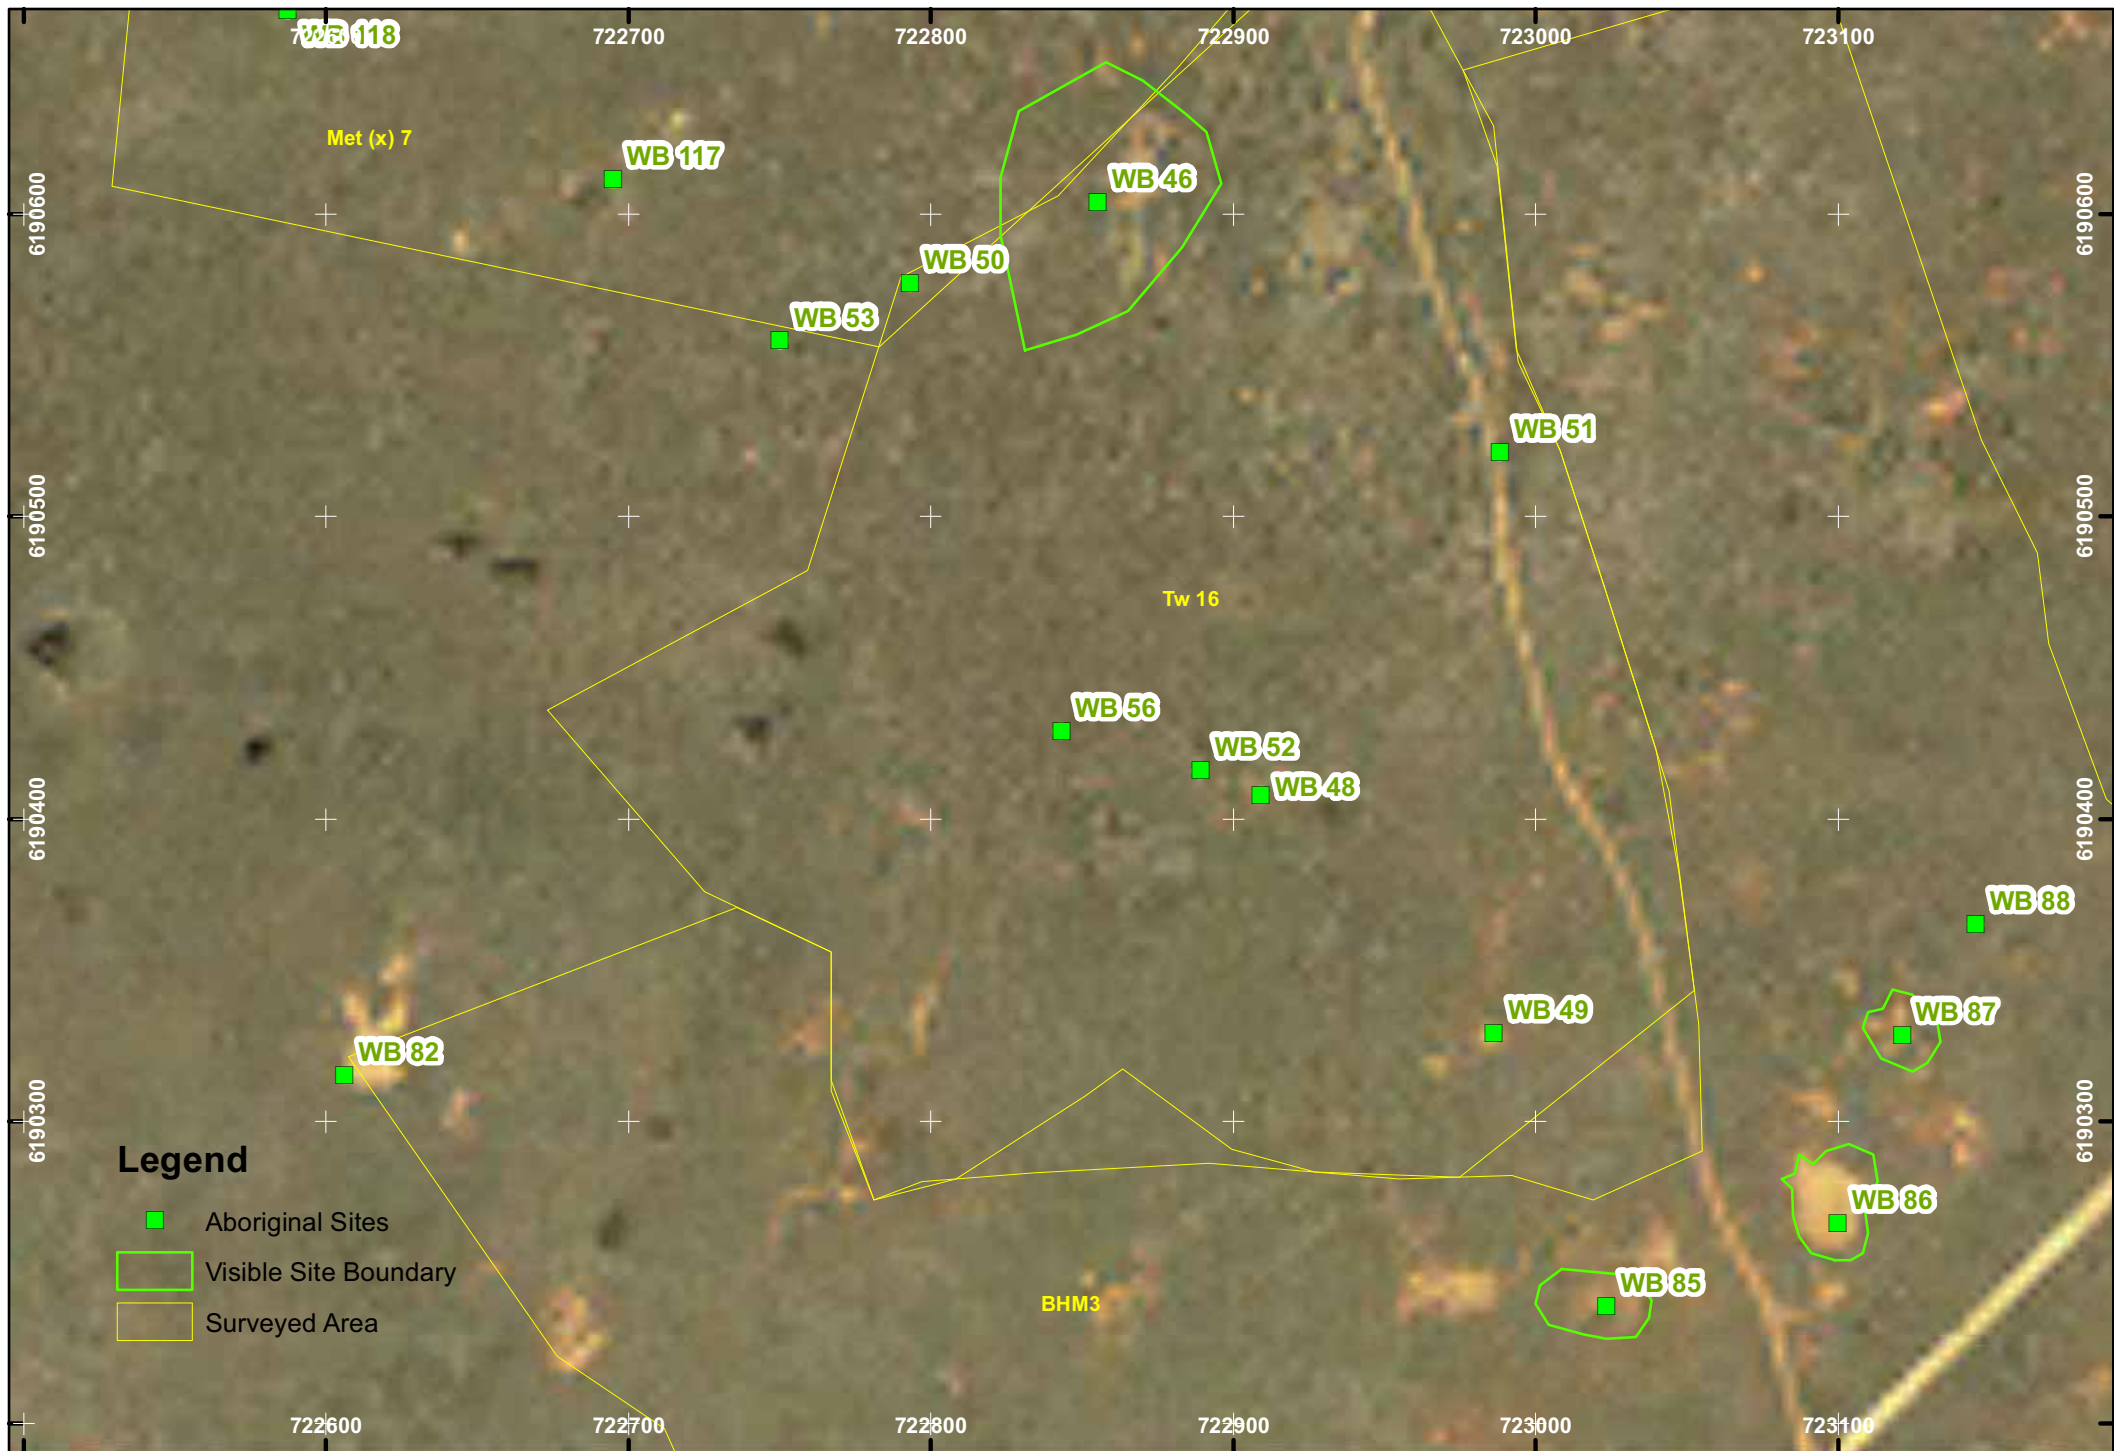 WB 118
722600 722700 722800 722900 723000 723100
Met (x) 7
WB 117
WB 46
6190600 6190600
WB 50
WB 53
WB 51
6190500 6190500
Tw 16
WB 56
WB 52
WB 48
6190400 6190400
WB 88
WB 87
WB 49
WB 82
6190300 6190300
Legend
WB 86
Aboriginal Sites
Visible Site Boundary
WB 85
BHM3
Surveyed Area
722600 722700 722800 722900 723000 723100